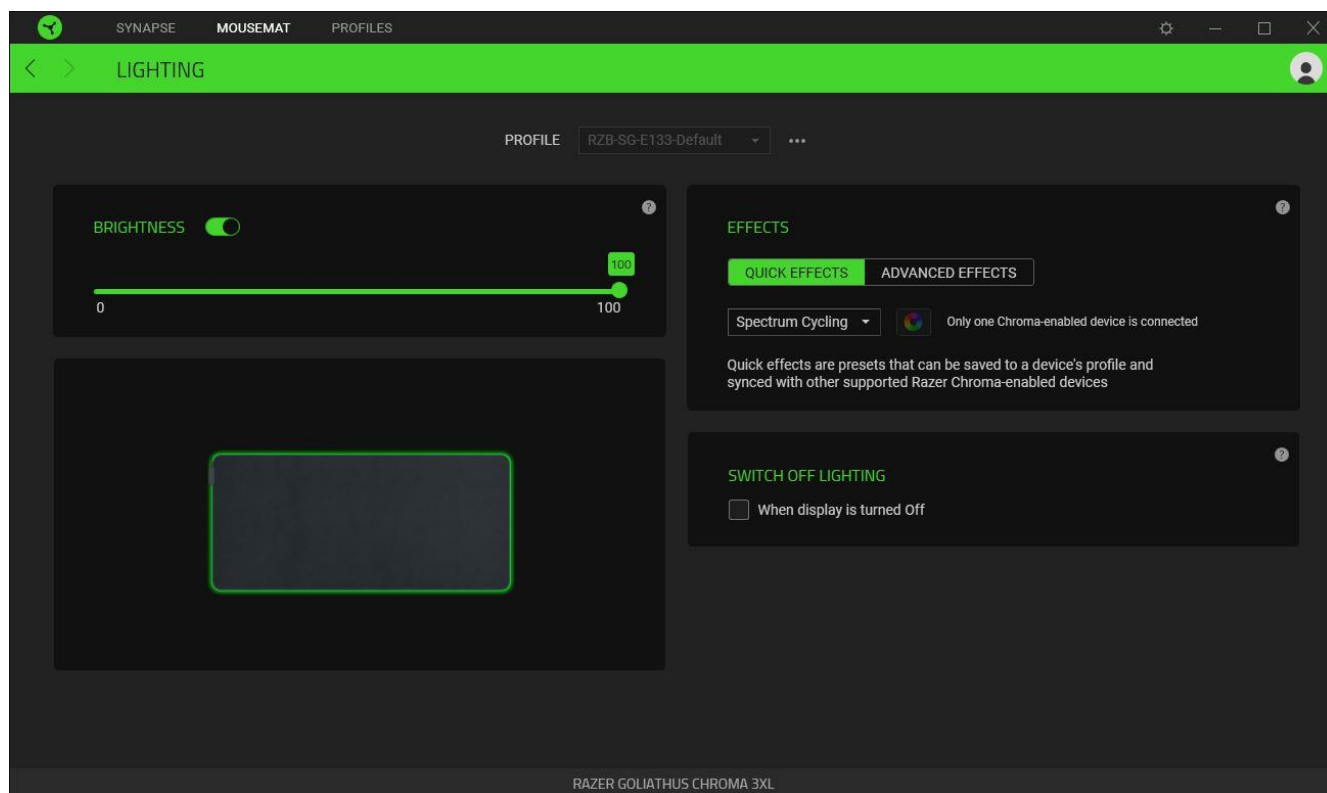 SYNAPSE MOUSEMAT PROFILES
LIGHTING
PROFILE RZB-SG-E133-Default
BRIGHTNESS
100
0 100
EFFECTS
QUICK EFFECTS ADVANCED EFFECTS
Spectrum Cycling Only one Chroma-enabled device is connected
Quick effects are presets that can be saved to a device's profile and
synced with other supported Razer Chroma-enabled devices
SWITCH OFF LIGHTING
When display is turned Off
RAZER GOLIATHUS CHROMA 3XL